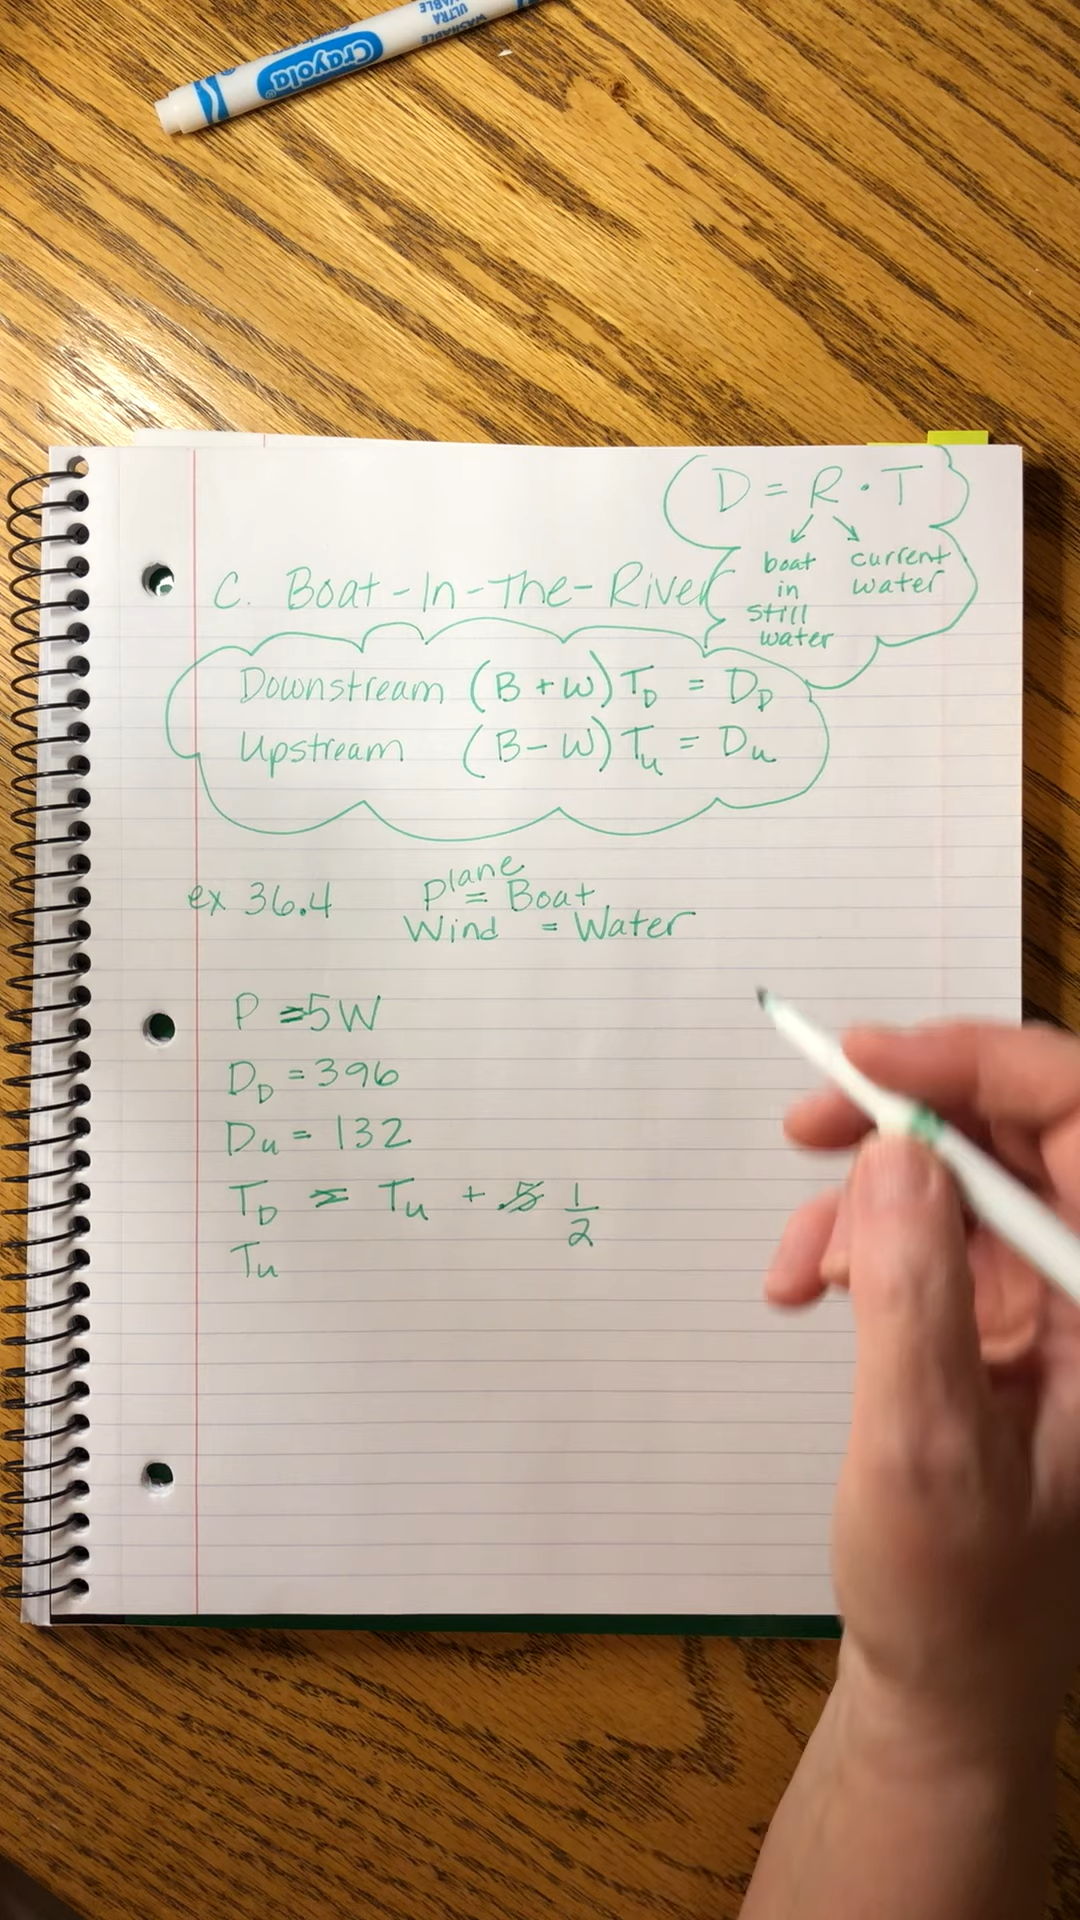 Crayola
ULTRA
WASHABLE
D = R · T
boat in still water
current water
C. Boat-In-The-River
Downstream (B + W) T_D = D_D
Upstream (B - W) T_u = D_u
ex 36.4
Plane = Boat
Wind = Water
P = 5W
D_D = 396
D_u = 132
T_D = T_u + .5 1/2
T_u